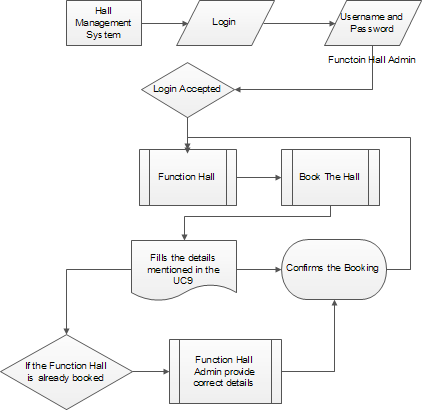 Hall
Management
System
Login
Username and
Password
Functoin Hall Admin
Login Accepted
Function Hall
Book The Hall
Fills the details
mentioned in the
UC9
Confirms the Booking
If the Function Hall
is already booked
Function Hall
Admin provide
correct details